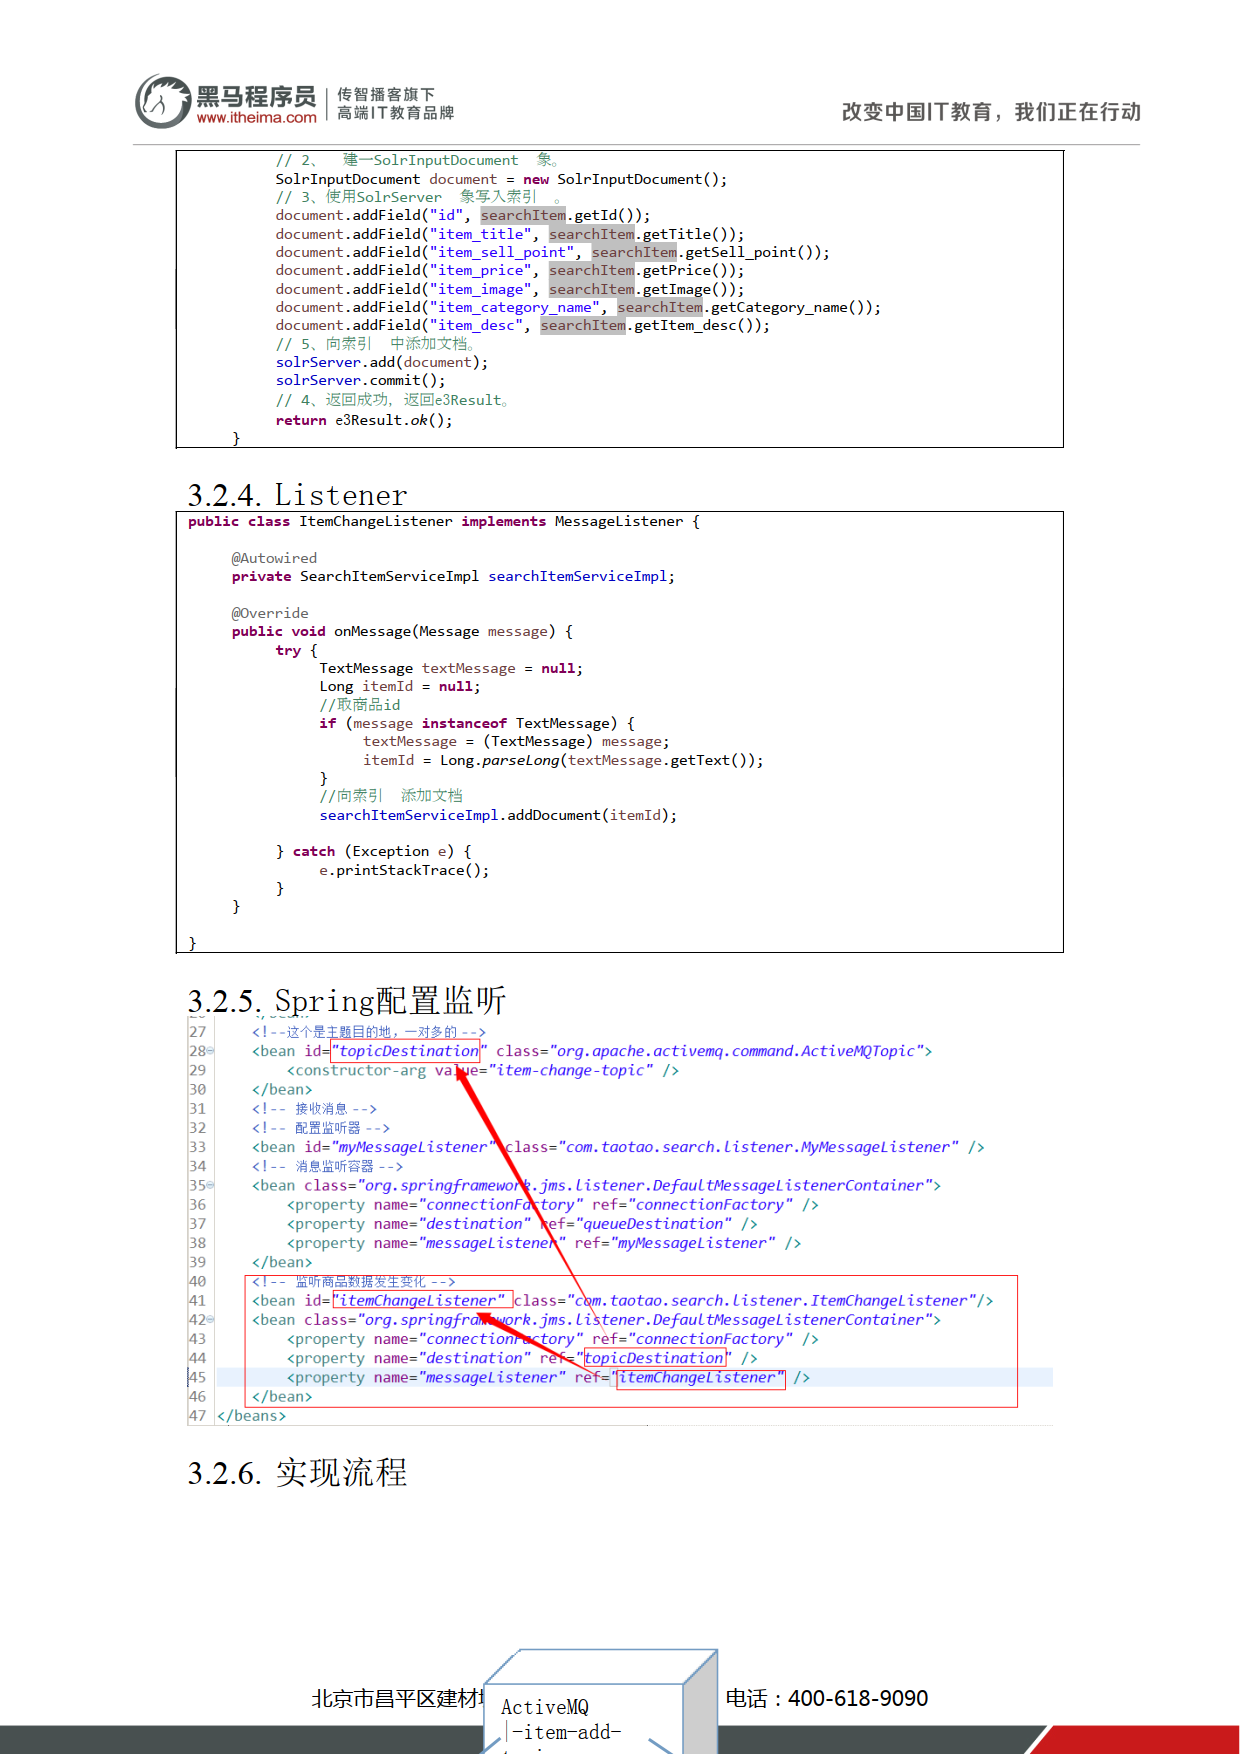 黑马程序员
www.itheima.com
传智播客旗下
高端IT教育品牌
改变中国IT教育，我们正在行动
// 2、 建一SolrInputDocument 象。
SolrInputDocument document = new SolrInputDocument();
// 3、使用SolrServer 象写入索引 。
document.addField("id", searchItem.getId());
document.addField("item_title", searchItem.getTitle());
document.addField("item_sell_point", searchItem.getSell_point());
document.addField("item_price", searchItem.getPrice());
document.addField("item_image", searchItem.getImage());
document.addField("item_category_name", searchItem.getCategory_name());
document.addField("item_desc", searchItem.getItem_desc());
// 5、向索引 中添加文档。
solrServer.add(document);
solrServer.commit();
// 4、返回成功，返回e3Result。
return e3Result.ok();
}
3.2.4. Listener
public class ItemChangeListener implements MessageListener {
@Autowired
private SearchItemServiceImpl searchItemServiceImpl;
@Override
public void onMessage(Message message) {
try {
TextMessage textMessage = null;
Long itemId = null;
//取商品id
if (message instanceof TextMessage) {
textMessage = (TextMessage) message;
itemId = Long.parseLong(textMessage.getText());
}
//向索引 添加文档
searchItemServiceImpl.addDocument(itemId);
} catch (Exception e) {
e.printStackTrace();
}
}
}
3.2.5. Spring配置监听
27 <!--这个是主题目的地，一对多的 -->
28 <bean id="topicDestination" class="org.apache.activemq.command.ActiveMQTopic">
29 <constructor-arg value="item-change-topic" />
30 </bean>
31 <!-- 接收消息 -->
32 <!-- 配置监听器 -->
33 <bean id="myMessageListener" class="com.taotao.search.listener.MyMessageListener" />
34 <!-- 消息监听容器 -->
35 <bean class="org.springframework.jms.listener.DefaultMessageListenerContainer">
36 <property name="connectionFactory" ref="connectionFactory" />
37 <property name="destination" ref="queueDestination" />
38 <property name="messageListener" ref="myMessageListener" />
39 </bean>
40 <!-- 监听商品数据发生变化 -->
41 <bean id="itemChangeListener" class="com.taotao.search.listener.ItemChangeListener"/>
42 <bean class="org.springframework.jms.listener.DefaultMessageListenerContainer">
43 <property name="connectionFactory" ref="connectionFactory" />
44 <property name="destination" ref="topicDestination" />
45 <property name="messageListener" ref="itemChangeListener" />
46 </bean>
47 </beans>
3.2.6. 实现流程
北京市昌平区建材 电话：400-618-9090
ActiveMQ
|-item-add-